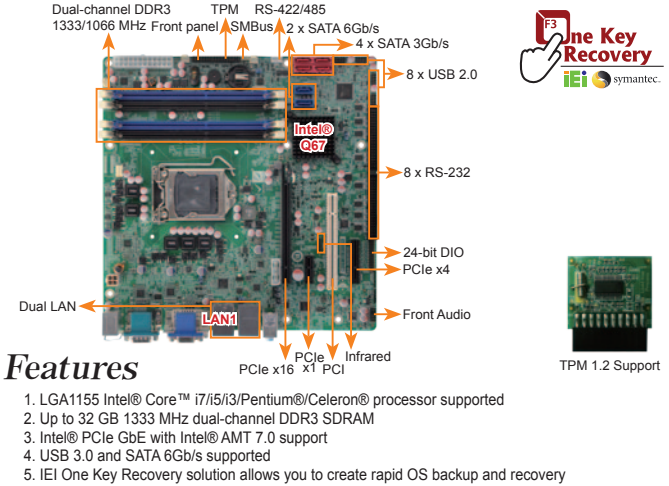 Dual-channel DDR3
1333/1066 MHz
Front panel
TPM
SMBus
RS-422/485
2 x SATA 6Gb/s
4 x SATA 3Gb/s
8 x USB 2.0
Intel®
Q67
8 x RS-232
24-bit DIO
PCIe x4
Front Audio
Dual LAN
LAN1
PCIe x16
PCIe
x1
PCI
Infrared
F3
One Key
Recovery
iEi
symantec.
TPM 1.2 Support
Features
1. LGA1155 Intel® Core™ i7/i5/i3/Pentium®/Celeron® processor supported
2. Up to 32 GB 1333 MHz dual-channel DDR3 SDRAM
3. Intel® PCIe GbE with Intel® AMT 7.0 support
4. USB 3.0 and SATA 6Gb/s supported
5. IEI One Key Recovery solution allows you to create rapid OS backup and recovery